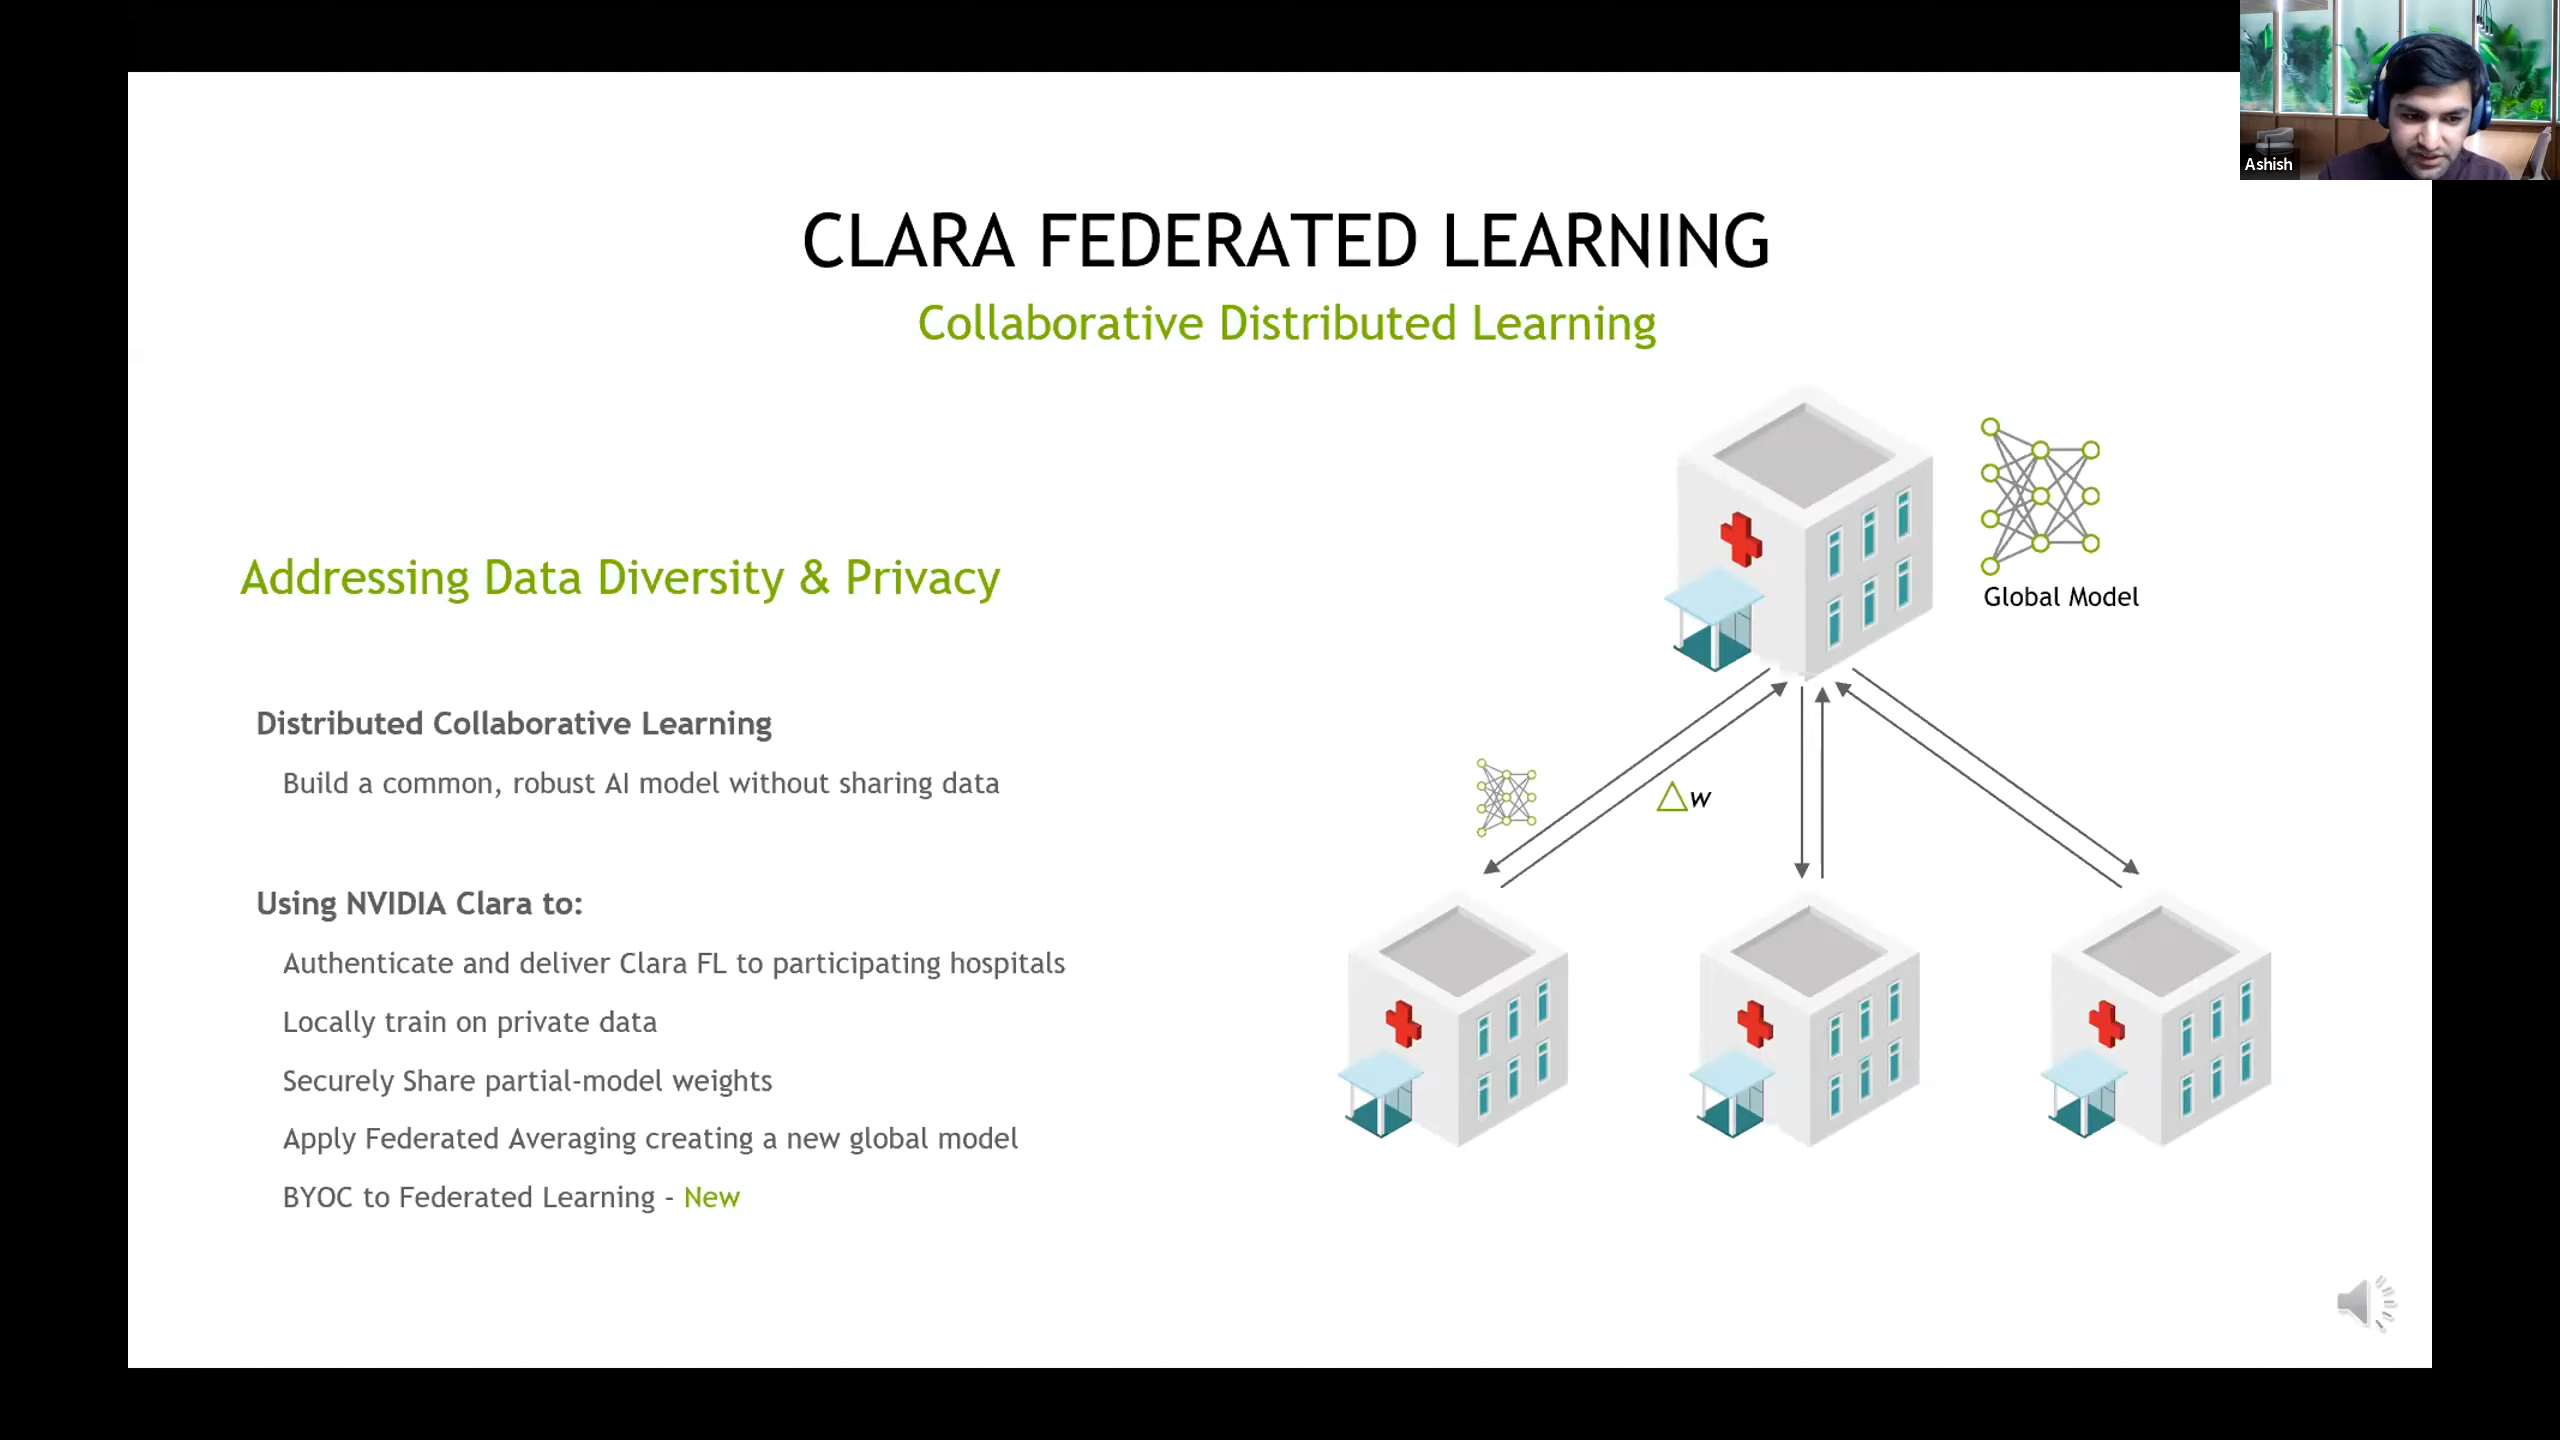 Ashish
CLARA FEDERATED LEARNING
Collaborative Distributed Learning
Addressing Data Diversity & Privacy
Distributed Collaborative Learning
Build a common, robust AI model without sharing data
Using NVIDIA Clara to:
Authenticate and deliver Clara FL to participating hospitals
Locally train on private data
Securely Share partial-model weights
Apply Federated Averaging creating a new global model
BYOC to Federated Learning - New
Global Model
△w